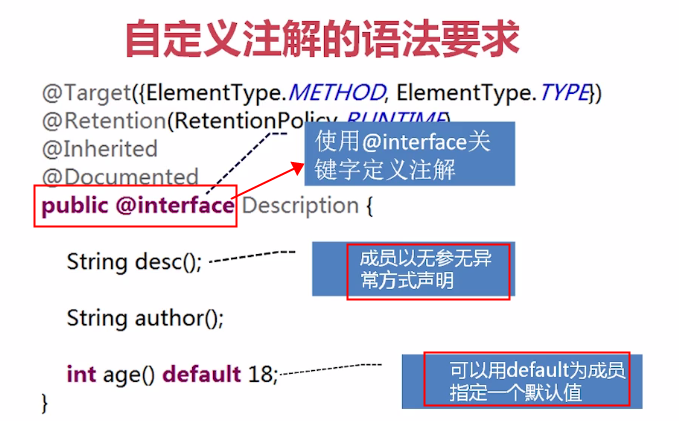 自定义注解的语法要求
@Target({ElementType.METHOD, ElementType.TYPE})
@Retention(RetentionPolicy.RUNTIME)
@Inherited
@Documented
使用@interface关
键字定义注解
public @interface Description {
String desc();
成员以无参无异
常方式声明
String author();
int age() default 18;
可以用default为成员
指定一个默认值
}